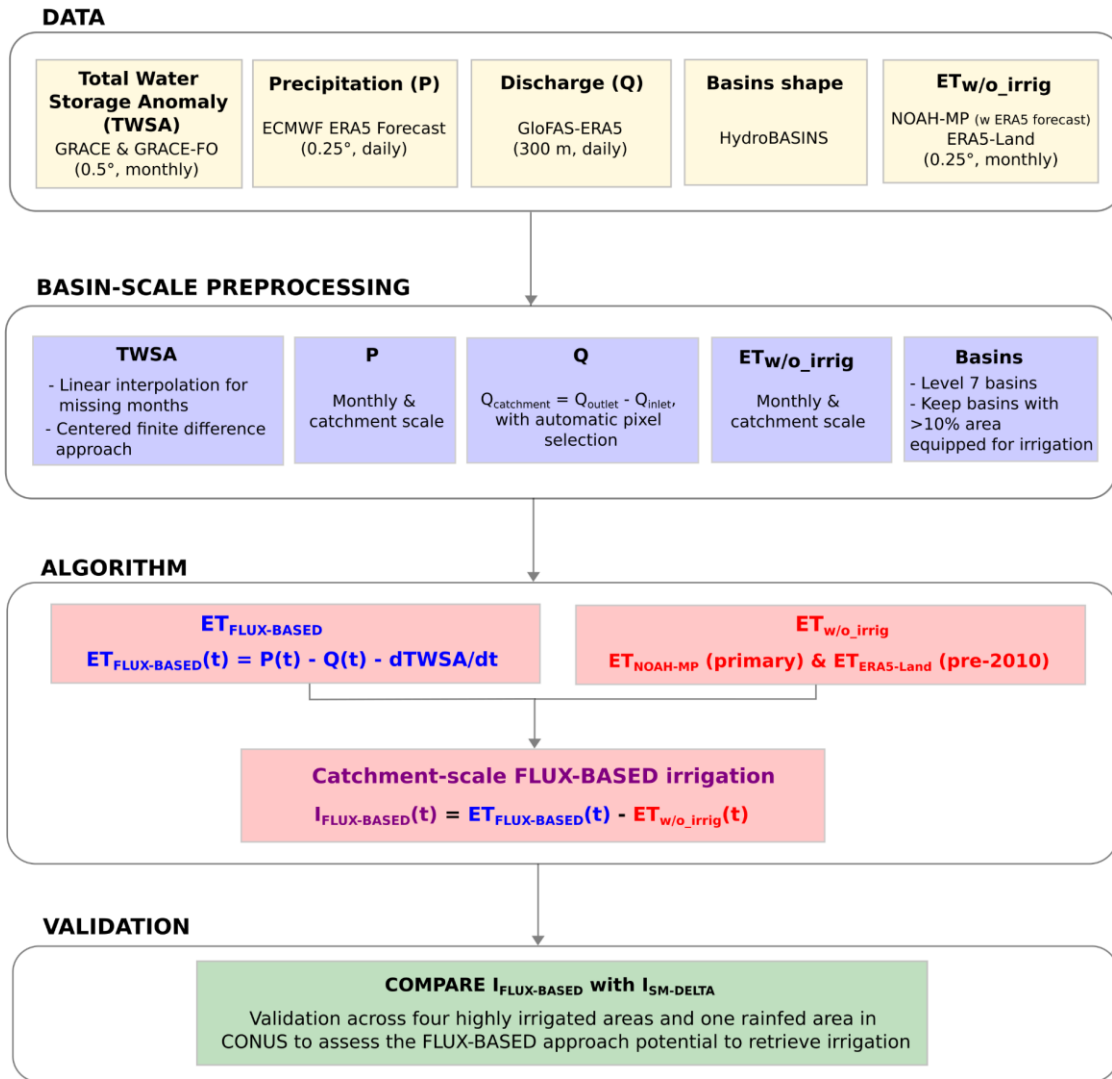 DATA
Total Water
Storage Anomaly
(TWSA)
GRACE & GRACE-FO
(0.5°, monthly)
Precipitation (P)
ECMWF ERA5 Forecast
(0.25°, daily)
Discharge (Q)
GloFAS-ERA5
(300 m, daily)
Basins shape
HydroBASINS
ETw/o_irrig
NOAH-MP (w ERA5 forecast)
ERA5-Land
(0.25°, monthly)
BASIN-SCALE PREPROCESSING
TWSA
- Linear interpolation for
missing months
- Centered finite difference
approach
P
Monthly &
catchment scale
Q
Qcatchment = Qoutlet - Qinlet,
with automatic pixel
selection
ETw/o_irrig
Monthly &
catchment scale
Basins
- Level 7 basins
- Keep basins with
>10% area
equipped for irrigation
ALGORITHM
ETFLUX-BASED
ETFLUX-BASED(t) = P(t) - Q(t) - dTWSA/dt
ETw/o_irrig
ETNOAH-MP (primary) & ETERA5-Land (pre-2010)
Catchment-scale FLUX-BASED irrigation
IFLUX-BASED(t) = ETFLUX-BASED(t) - ETw/o_irrig(t)
VALIDATION
COMPARE IFLUX-BASED with ISM-DELTA
Validation across four highly irrigated areas and one rainfed area in
CONUS to assess the FLUX-BASED approach potential to retrieve irrigation